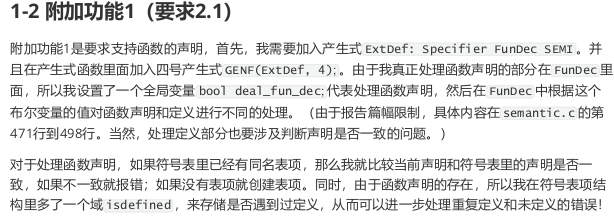 1-2 附加功能1（要求2.1）
附加功能1是要求支持函数的声明，首先，我需要加入产生式 ExtDef: Specifier FunDec SEMI。并
且在产生式函数里面加入四号产生式 GENF(ExtDef, 4);。由于我真正处理函数声明的部分在 FunDec 里
面，所以我设置了一个全局变量 bool deal_fun_dec; 代表处理函数声明，然后在 FunDec 中根据这个
布尔变量的值对函数声明和定义进行不同的处理。（由于报告篇幅限制，具体内容在 semantic.c 的第
471行到498行。当然，处理定义部分也要涉及判断声明是否一致的问题。）
对于处理函数声明，如果符号表里已经有同名表项，那么我就比较当前声明和符号表里的声明是否一
致，如果不一致就报错；如果没有表项就创建表项。同时，由于函数声明的存在，所以我在符号表项结
构里多了一个域 isdefined，来存储是否遇到过定义，从而可以进一步处理重复定义和未定义的错误！